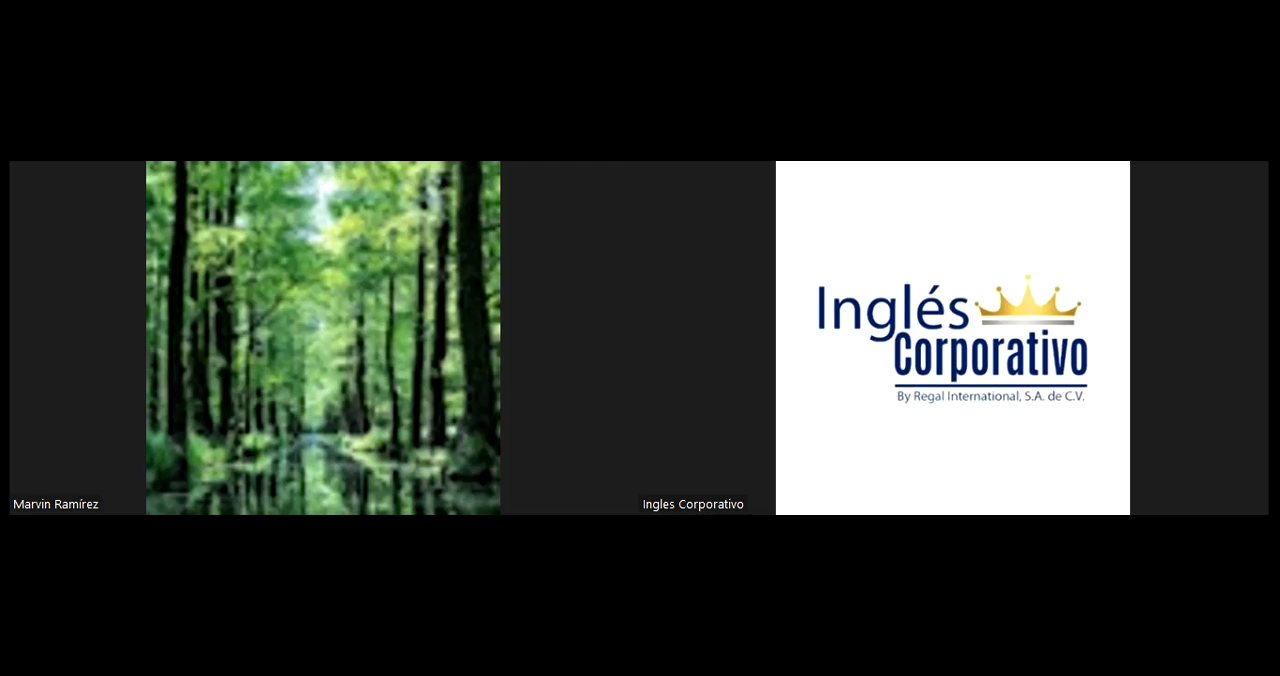 Inglés
Corporativo
By Regal International, S.A. de C.V.
Marvin Ramírez
Ingles Corporativo